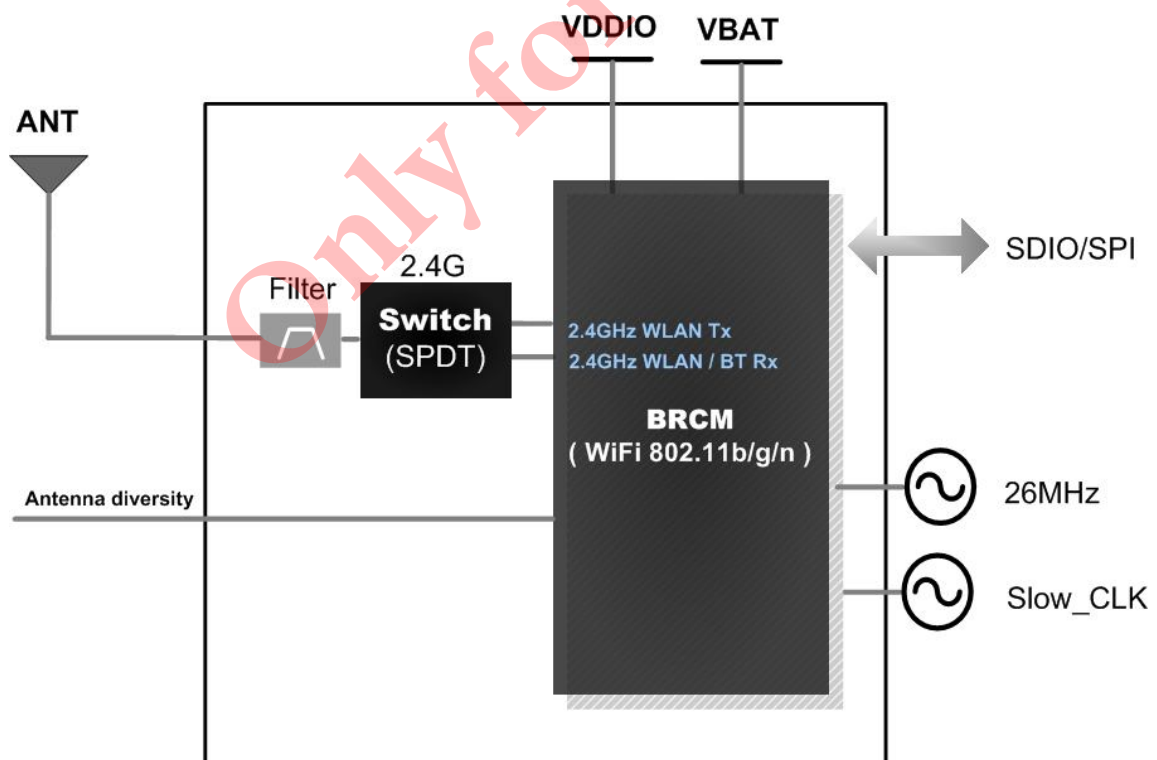 Only for
VDDIO
VBAT
ANT
2.4G
Filter
Switch
(SPDT)
SDIO/SPI
2.4GHz WLAN Tx
2.4GHz WLAN / BT Rx
BRCM
( WiFi 802.11b/g/n )
Antenna diversity
26MHz
Slow_CLK